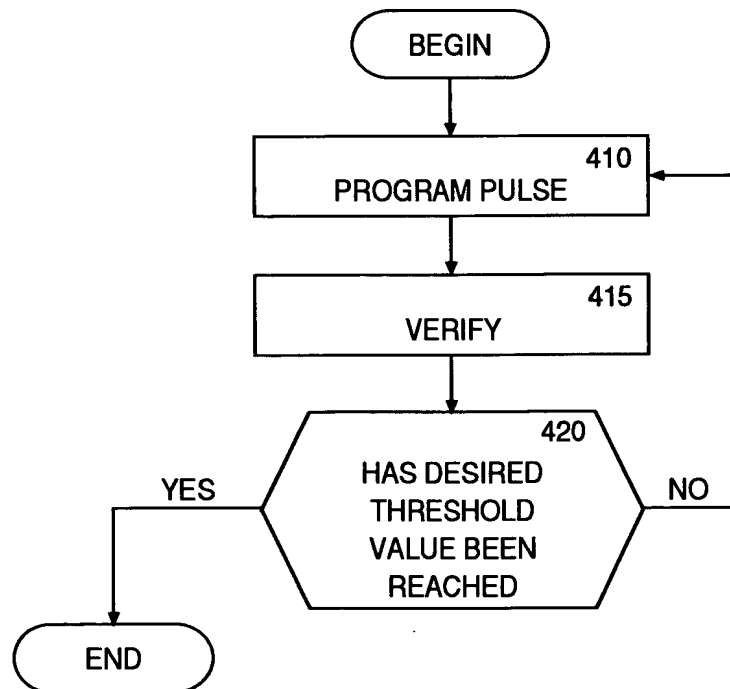 BEGIN
410
PROGRAM PULSE
415
VERIFY
420
HAS DESIRED
THRESHOLD
VALUE BEEN
REACHED
YES
NO
END